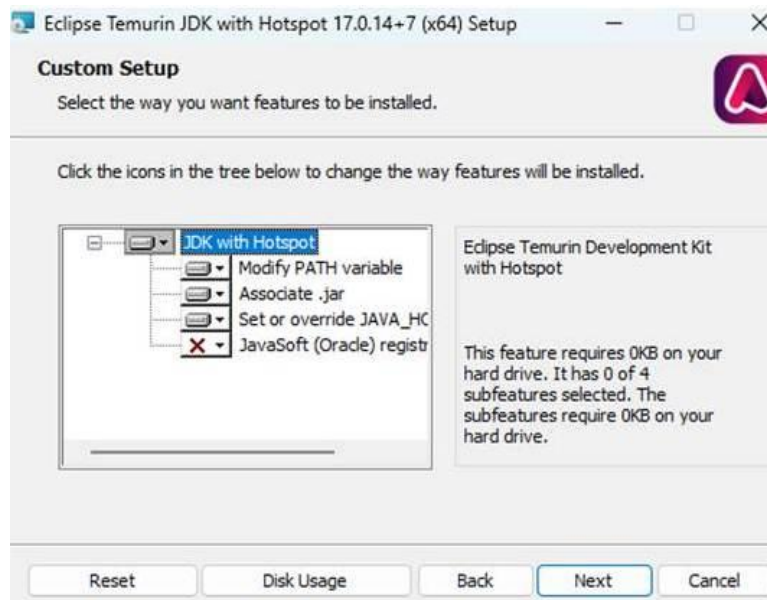 Eclipse Temurin JDK with Hotspot 17.0.14+7 (x64) Setup
Custom Setup
Select the way you want features to be installed.
Click the icons in the tree below to change the way features will be installed.
JDK with Hotspot
Modify PATH variable
Associate .jar
Set or override JAVA_HO
JavaSoft (Oracle) registr
Eclipse Temurin Development Kit
with Hotspot
This feature requires 0KB on your
hard drive. It has 0 of 4
subfeatures selected. The
subfeatures require 0KB on your
hard drive.
Reset
Disk Usage
Back
Next
Cancel